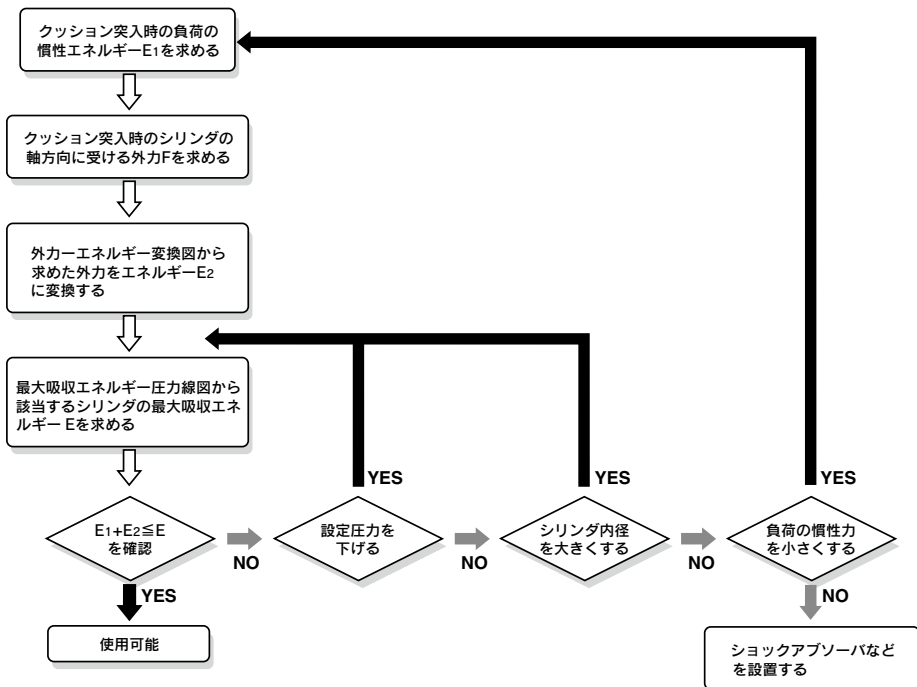 クッション突入時の負荷の
慣性エネルギーE1を求める
クッション突入時のシリンダの
軸方向に受ける外力Fを求める
外力ーエネルギー変換図から
求めた外力をエネルギーE2
に変換する
最大吸収エネルギー圧力線図から
該当するシリンダの最大吸収エネ
ルギー Eを求める
E1+E2≦E
を確認
NO
YES
使用可能
設定圧力を
下げる
YES
NO
シリンダ内径
を大きくする
YES
NO
負荷の慣性力
を小さくする
YES
NO
ショックアブソーバなど
を設置する